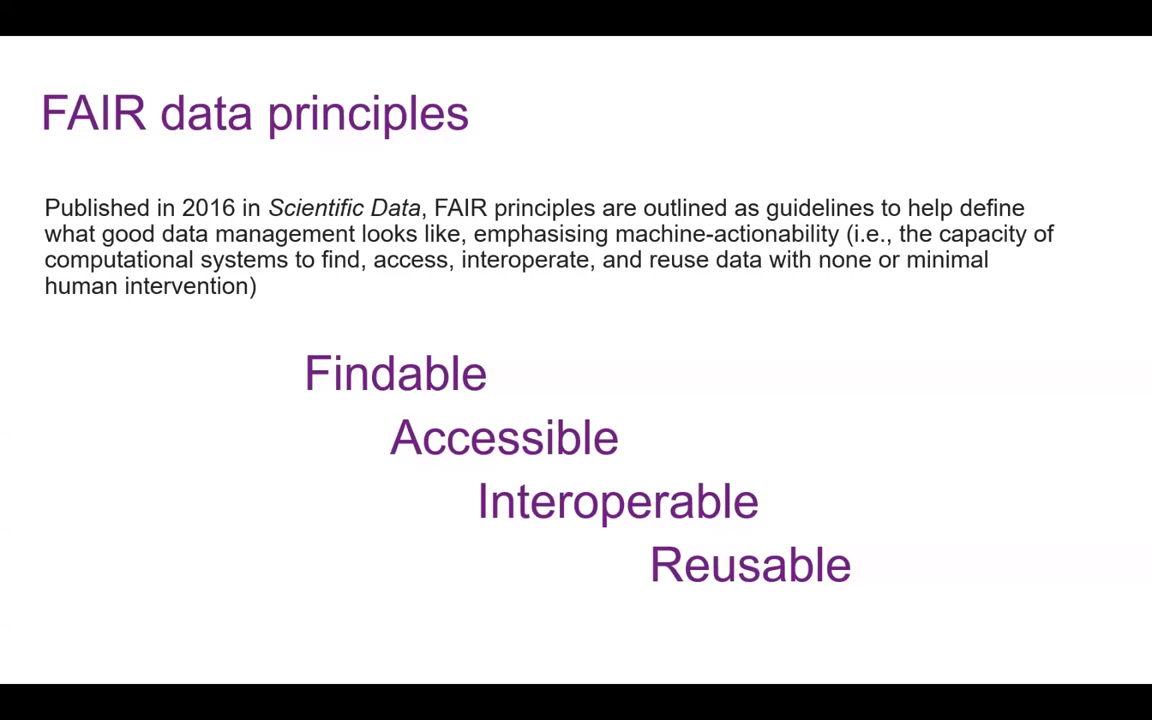 FAIR data principles
Published in 2016 in Scientific Data, FAIR principles are outlined as guidelines to help define
what good data management looks like, emphasising machine-actionability (i.e., the capacity of
computational systems to find, access, interoperate, and reuse data with none or minimal
human intervention)
Findable
Accessible
Interoperable
Reusable